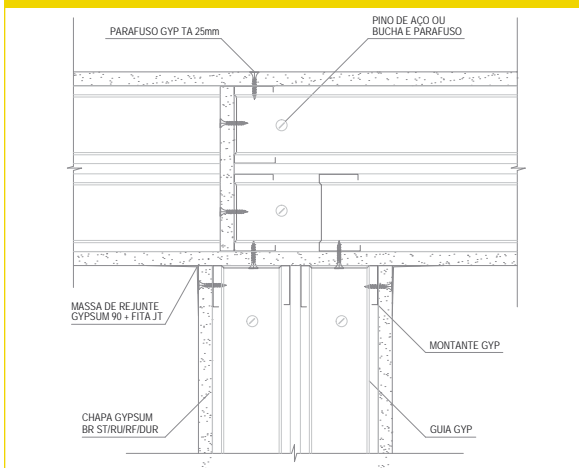 PARAFUSO GYP TA 25mm
PINO DE AÇO OU
BUCHA E PARAFUSO
MASSA DE REJUNTE
GYPSUM 90 + FITA JT
MONTANTE GYP
CHAPA GYPSUM
BR ST/RU/RF/DUR
GUIA GYP